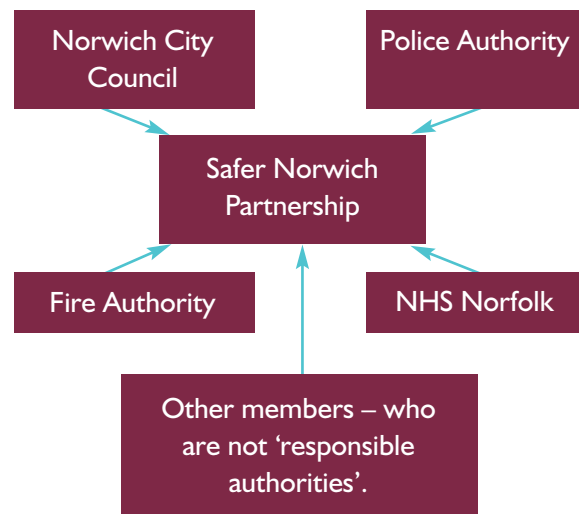 Norwich City
Council
Police Authority
Safer Norwich
Partnership
Fire Authority
NHS Norfolk
Other members – who
are not ‘responsible
authorities’.